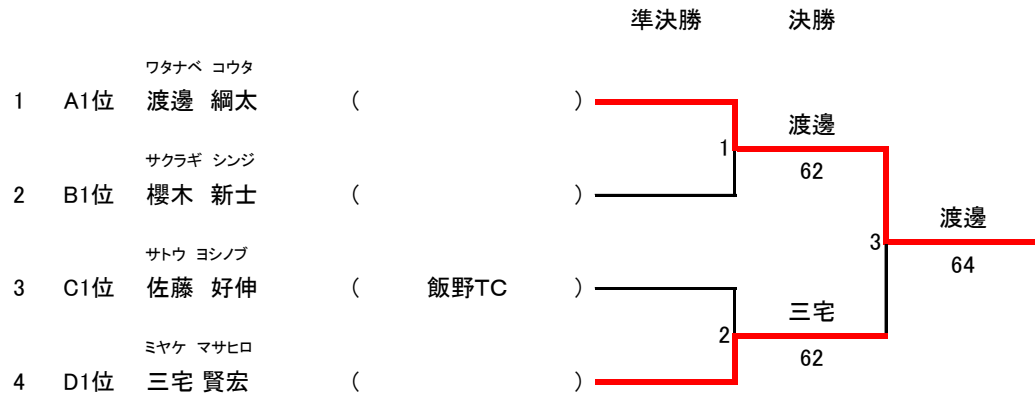 準決勝 決勝
ワタナベ コウタ
1 A1位 渡邊 綱太 ( )
渡邊
1
62
サクラギ シンジ
2 B1位 櫻木 新士 ( )
渡邊
3
64
サトウ ヨシノブ
3 C1位 佐藤 好伸 ( 飯野TC )
三宅
2
62
ミヤケ マサヒロ
4 D1位 三宅 賢宏 ( )